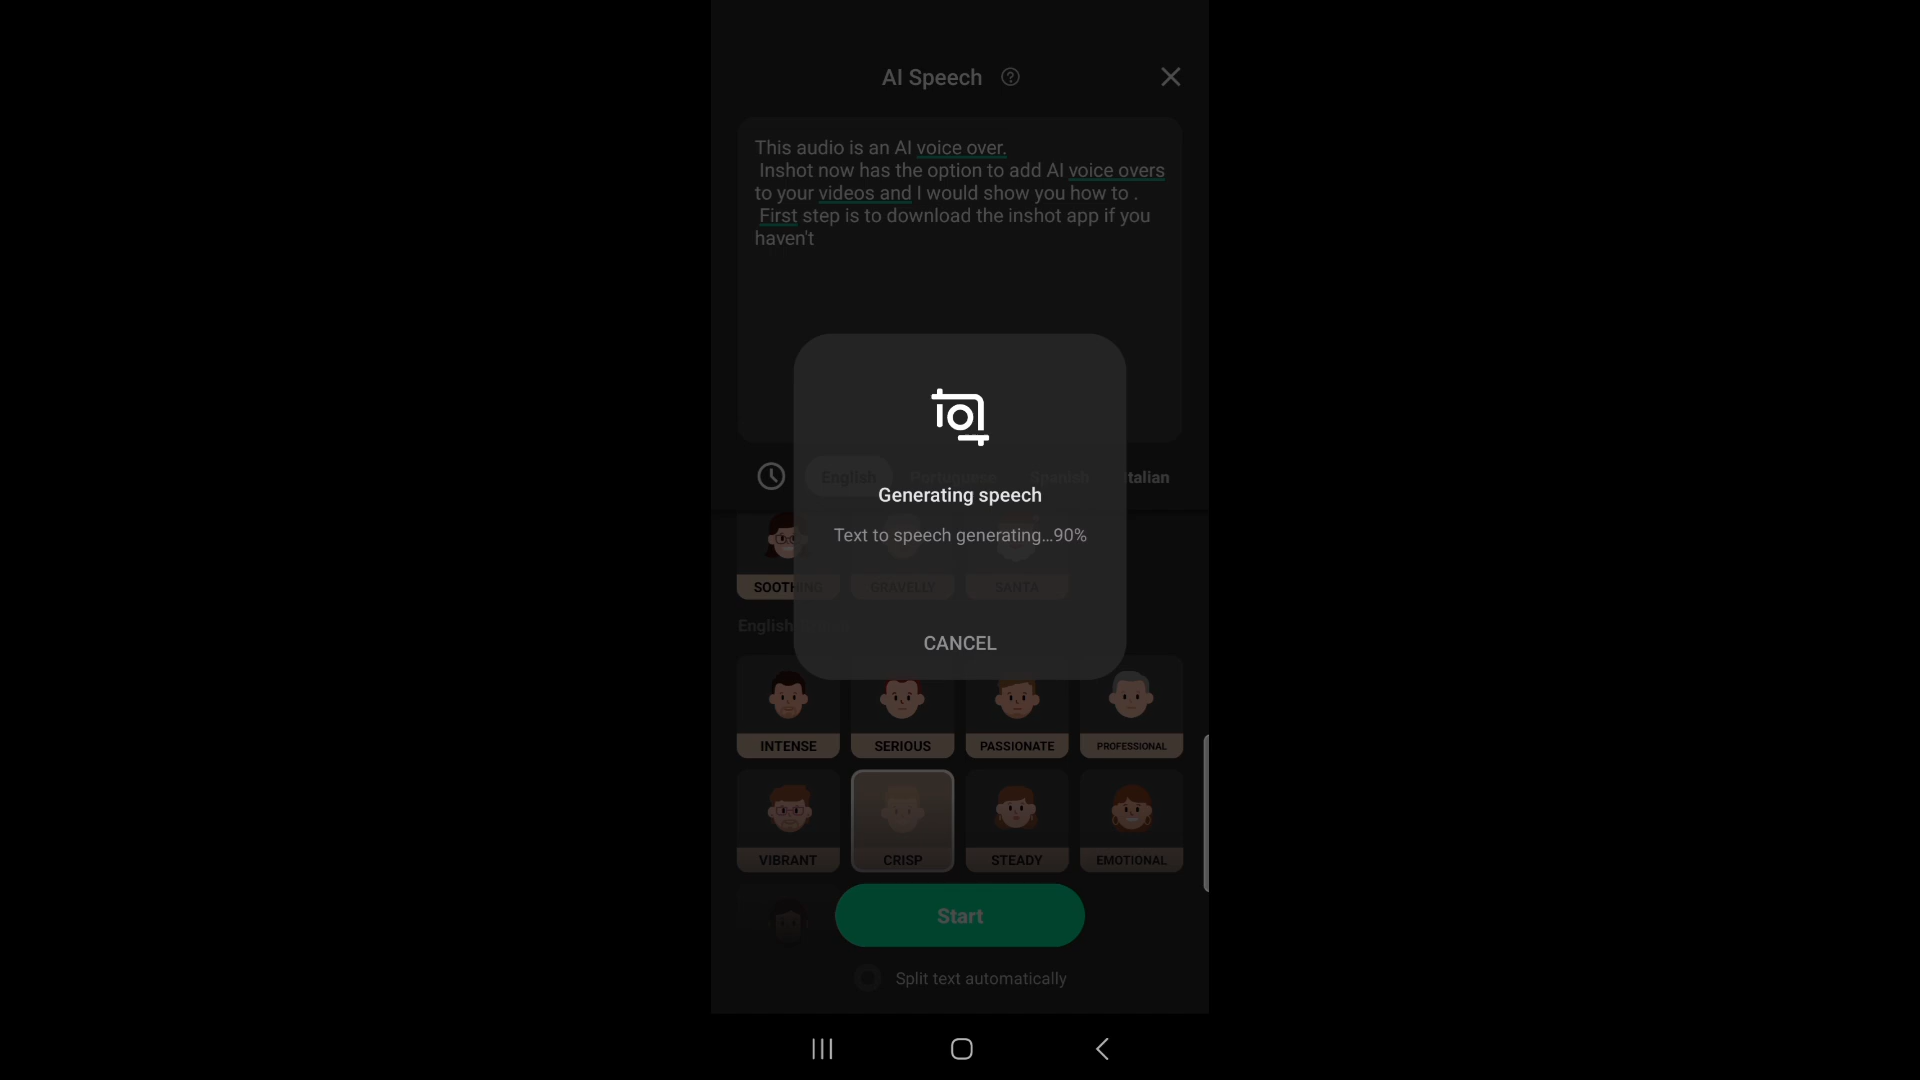 AI Speech
This audio is an AI voice over.
Inshot now has the option to add AI voice overs
to your videos and I would show you how to .
First step is to download the inshot app if you
haven't
English Portuguese Spanish Italian
Generating speech
Text to speech generating...90%
SOOTHING GRAVELLY SANTA
English
CANCEL
INTENSE SERIOUS PASSIONATE PROFESSIONAL
VIBRANT CRISP STEADY EMOTIONAL
Start
Split text automatically